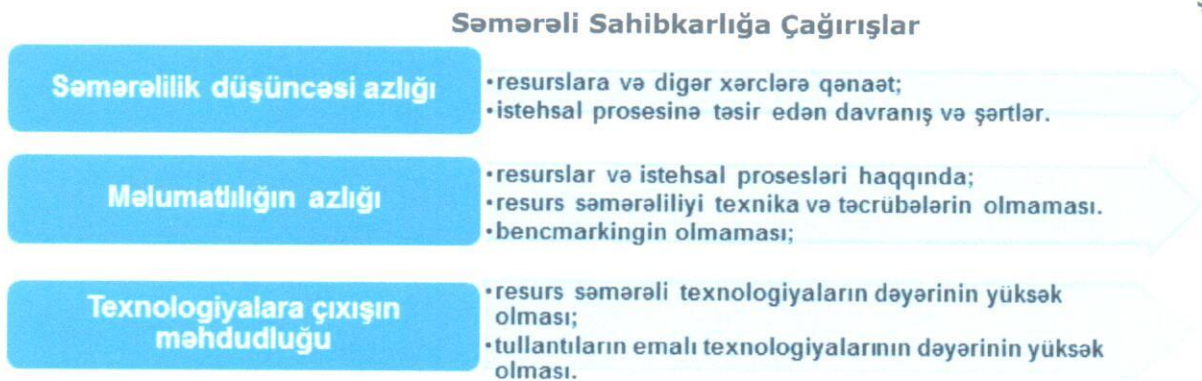 Səmərəli Sahibkarlığa Çağırışlar
Səmərəlilik düşüncəsi azlığı
•resurslara və digər xərclərə qənaət;
•istehsal prosesinə təsir edən davranış və şərtlər.
Məlumatlılığın azlığı
•resurslar və istehsal prosesləri haqqında;
•resurs səmərəliliyi texnika və təcrübələrin olmaması.
•bencmarkingin olmaması;
Texnologiyalara çıxışın
məhdudluğu
•resurs səmərəli texnologiyaların dəyərinin yüksək
olması;
•tullantıların emalı texnologiyalarının dəyərinin yüksək
olması.